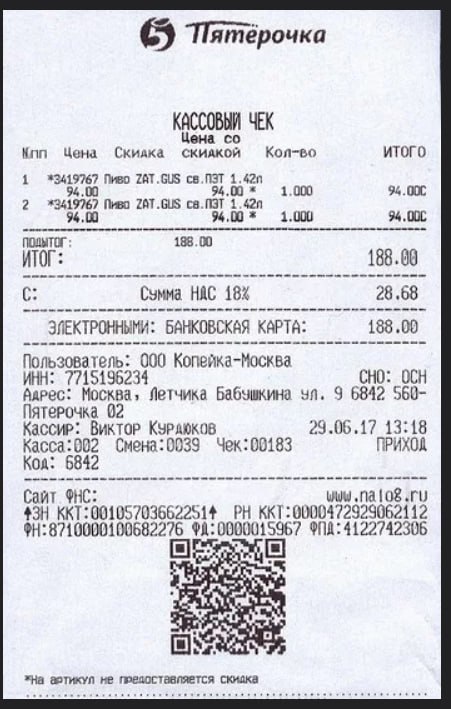 5 Пятёрочка
КАССОВЫЙ ЧЕК
Цена со
№пп Цена Скидка скидкой Кол-во ИТОГО
1 *3419767 Пиво ZAT.GUS св.ПЭТ 1.42л
94.00 94.00 * 1.000 94.00C
2 *3419767 Пиво ZAT.GUS св.ПЭТ 1.42л
94.00 94.00 * 1.000 94.00C
ПОДЫТОГ: 188.00
ИТОГ: 188.00
С: Сумма НДС 18% 28.68
ЭЛЕКТРОННЫМИ: БАНКОВСКАЯ КАРТА: 188.00
Пользователь: ООО Копейка-Москва
ИНН: 7715196234 СНО: ОСН
Адрес: Москва, Летчика Бабушкина ул. 9 6842 560-
Пятерочка 02
Кассир: Виктор Курдюков 29.06.17 13:18
Касса:002 Смена:0039 Чек:00183 ПРИХОД
Код: 6842
Сайт ФНС: www.nalog.ru
↑ЗН ККТ:0010570366225​1↑ РН ККТ:0000472929062112
ФН:8710000100682276 ФД:0000015967 ФПД:4122742306
*На артикул не предоставляется скидка